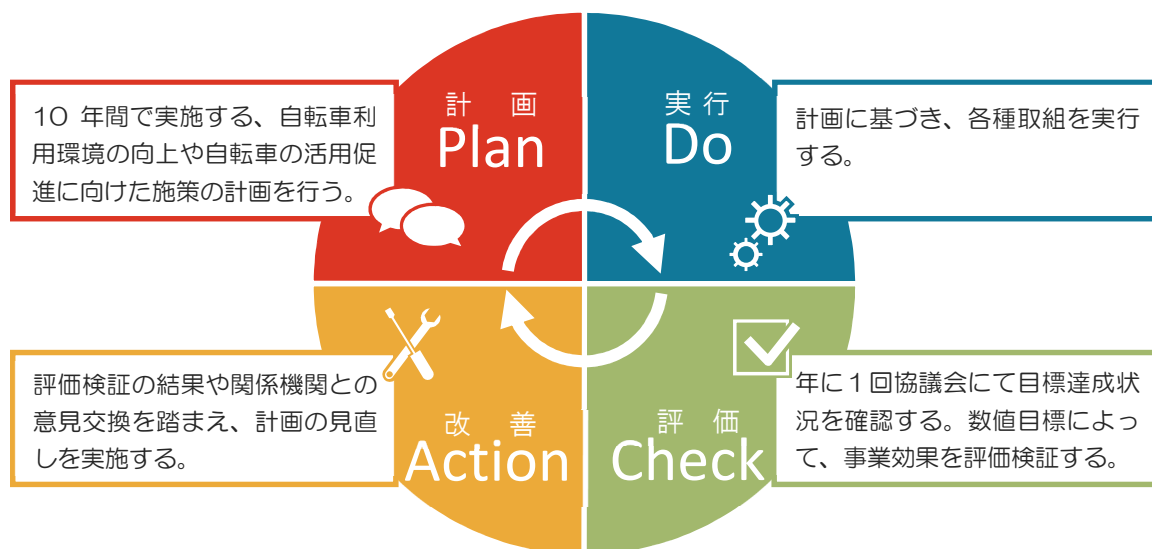 計画
Plan
10 年間で実施する、自転車利
用環境の向上や自転車の活用促
進に向けた施策の計画を行う。
実行
Do
計画に基づき、各種取組を実行
する。
評価
Check
年に１回協議会にて目標達成状
況を確認する。数値目標によっ
て、事業効果を評価検証する。
改善
Action
評価検証の結果や関係機関との
意見交換を踏まえ、計画の見直
しを実施する。